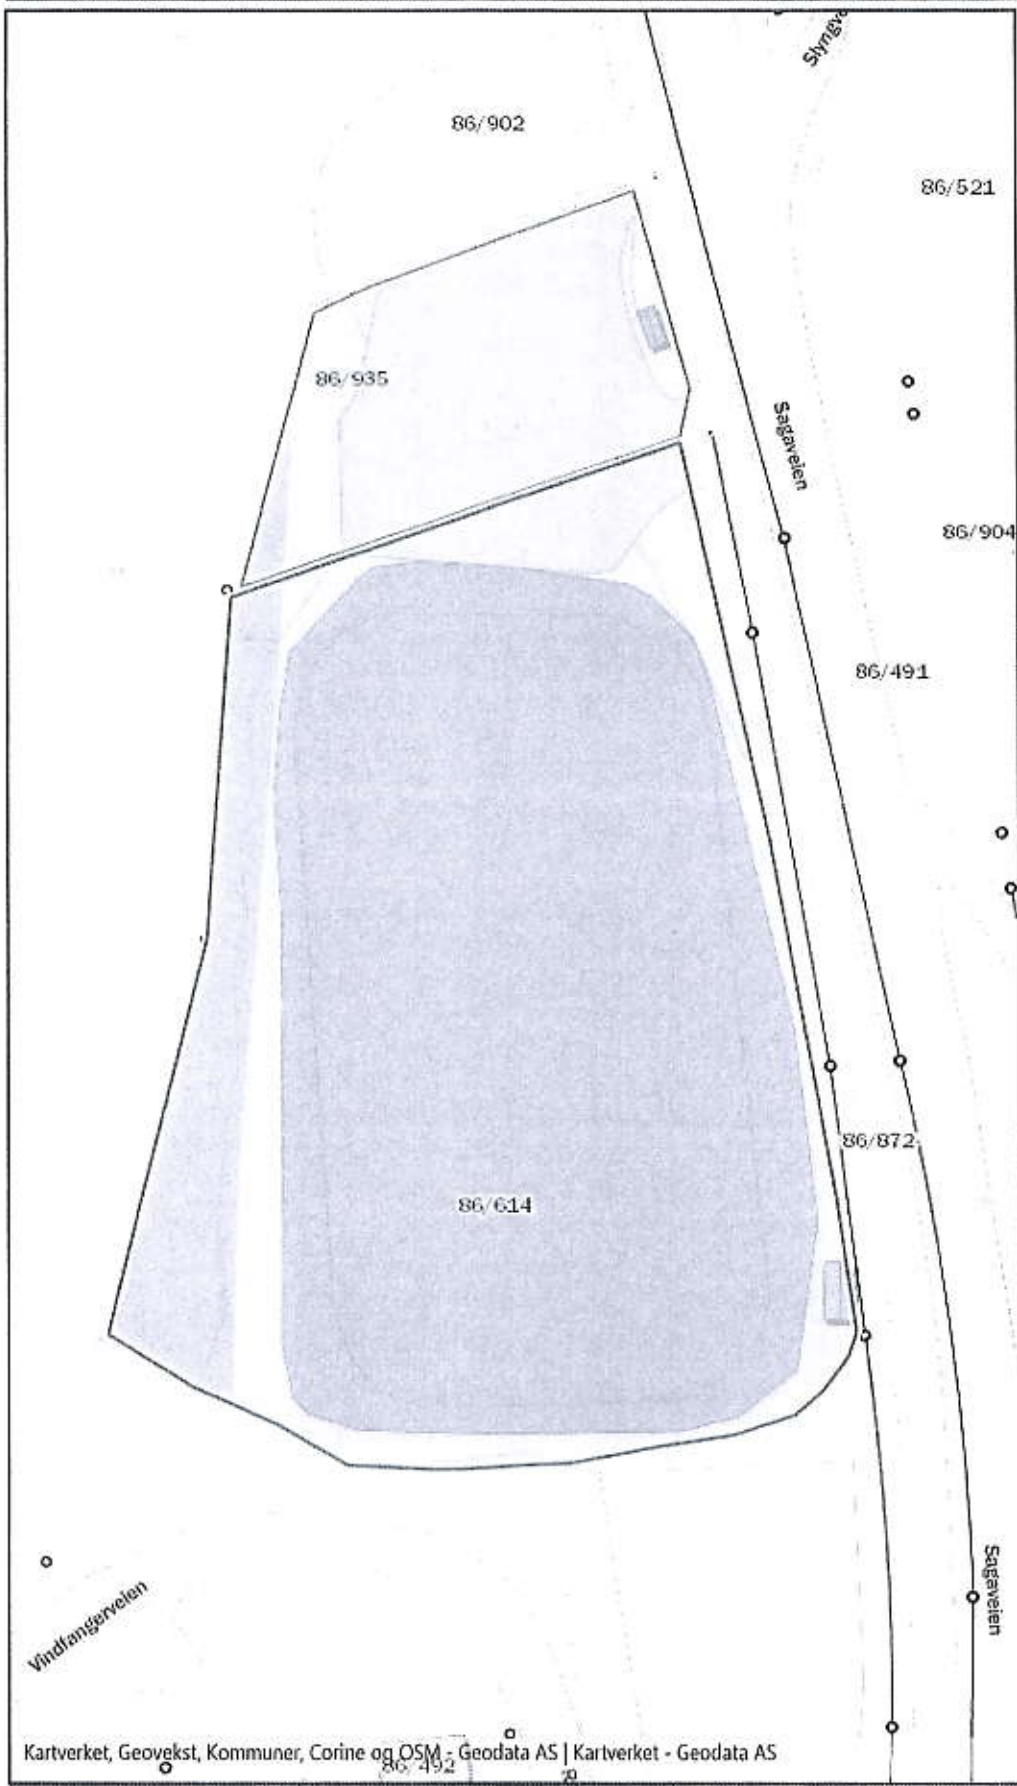 Slyngv
86/902
86/521
86/935
Sagaveien
86/904
86/491
86/872
86/614
Sagaveien
Vindfangerveien
Kartverket, Geovekst, Kommuner, Corine og OSM - Geodata AS | Kartverket - Geodata AS
86/492